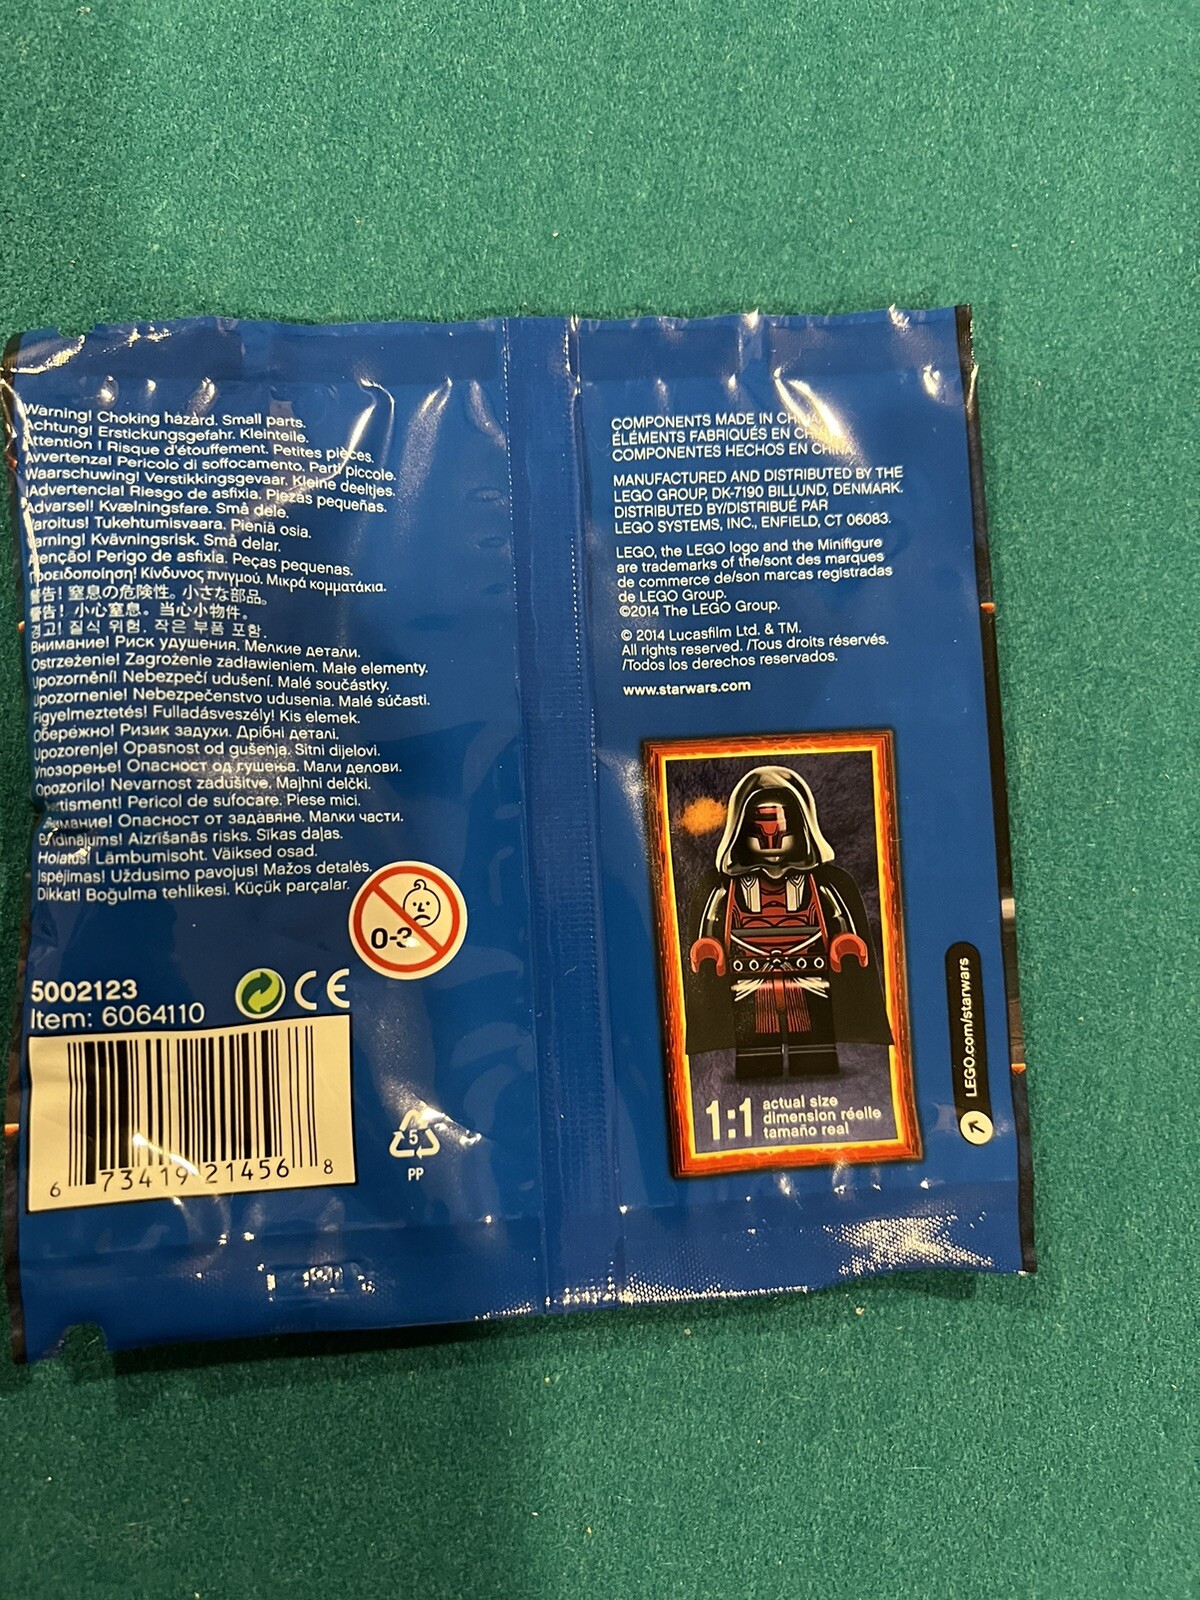 Warning! Choking hazard. Small parts.
Achtung! Erstickungsgefahr. Kleinteile.
Attention ! Risque d'étouffement. Petites pièces.
Avvertenza! Pericolo di soffocamento. Parti piccole.
Waarschuwing! Verstikkingsgevaar. Kleine deeltjes.
¡Advertencia! Riesgo de asfixia. Piezas pequeñas.
Advarsel! Kvælningsfare. Små dele.
Varoitus! Tukehtumisvaara. Pieniä osia.
Varning! Kvävningsrisk. Små delar.
Atenção! Perigo de asfixia. Peças pequenas.
Προειδοποίηση! Κίνδυνος πνιγμού. Μικρά κομματάκια.
警告! 窒息の危険性。小さな部品。
警告! 小心窒息。当心小物件。
경고! 질식 위험. 작은 부품 포함.
Внимание! Риск удушения. Мелкие детали.
Ostrzeżenie! Zagrożenie zadławieniem. Małe elementy.
Upozornění! Nebezpečí udušení. Malé součástky.
Upozornenie! Nebezpečenstvo udusenia. Malé súčasti.
Figyelmeztetés! Fulladásveszély! Kis elemek.
Обережно! Ризик задухи. Дрібні деталі.
Upozorenje! Opasnost od gušenja. Sitni dijelovi.
Упозорење! Опасност од гушења. Мали делови.
Opozorilo! Nevarnost zadušitve. Majhni delčki.
Pericol de sufocare. Piese mici.
Опасност от задавяне. Малки части.
Brīdinājums! Aizrīšanās risks. Sīkas daļas.
Hoiatus! Lämbumisoht. Väiksed osad.
Įspėjimas! Uždusimo pavojus! Mažos detalės.
Dikkat! Boğulma tehlikesi. Küçük parçalar.
0-3
5002123
CE
Item: 6064110
6 73419 21456 8
5
PP
COMPONENTS MADE IN CHINA.
ÉLÉMENTS FABRIQUÉS EN CHINE.
COMPONENTES HECHOS EN CHINA.
MANUFACTURED AND DISTRIBUTED BY THE
LEGO GROUP, DK-7190 BILLUND, DENMARK.
DISTRIBUTED BY/DISTRIBUÉ PAR
LEGO SYSTEMS, INC., ENFIELD, CT 06083.
LEGO, the LEGO logo and the Minifigure
are trademarks of the/sont des marques
de commerce de/son marcas registradas
de LEGO Group.
©2014 The LEGO Group.
© 2014 Lucasfilm Ltd. & TM.
All rights reserved. /Tous droits réservés.
/Todos los derechos reservados.
www.starwars.com
1:1 actual size
dimension réelle
tamaño real
LEGO.com/starwars